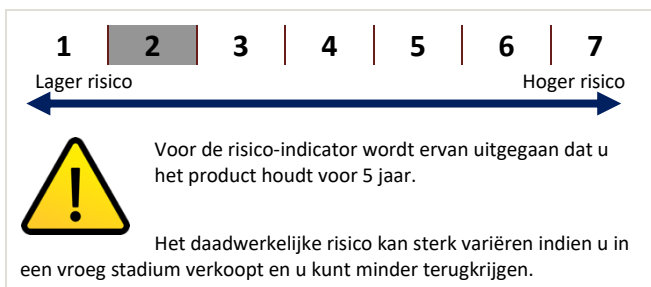 1 2 3 4 5 6 7
Lager risico Hoger risico
Voor de risico-indicator wordt ervan uitgegaan dat u
het product houdt voor 5 jaar.
Het daadwerkelijke risico kan sterk variëren indien u in
een vroeg stadium verkoopt en u kunt minder terugkrijgen.